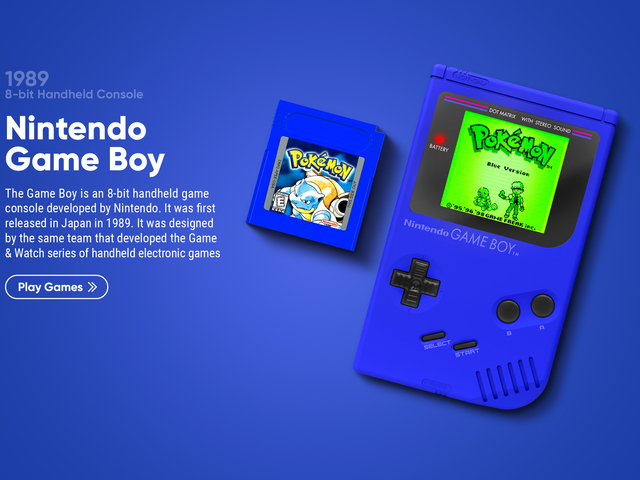 1989
8-bit Handheld Console
Nintendo
Game Boy
The Game Boy is an 8-bit handheld game
console developed by Nintendo. It was first
released in Japan in 1989. It was designed
by the same team that developed the Game
& Watch series of handheld electronic games
Play Games
POKéMON
E
DOT MATRIX WITH STEREO SOUND
BATTERY
POKéMON
Blue Version
©'95 '96 '98 GAME FREAK inc.
Nintendo GAME BOY TM
B A
SELECT START